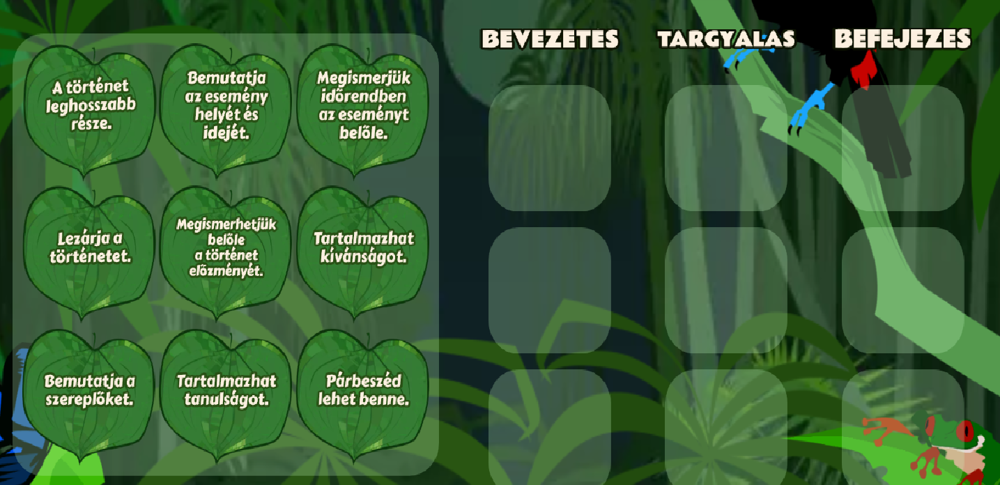 BEVEZETES
TARGYALAS
BEFEJEZES
A történet
leghosszabb
része.
Bemutatja
az esemény
helyét és
idejét.
Megismerjük
időrendben
az eseményt
belőle.
Lezárja a
történetet.
Megismerhetjük
belőle
a történet
előzményét.
Tartalmazhat
kívánságot.
Bemutatja a
szereplőket.
Tartalmazhat
tanulságot.
Párbeszéd
lehet benne.